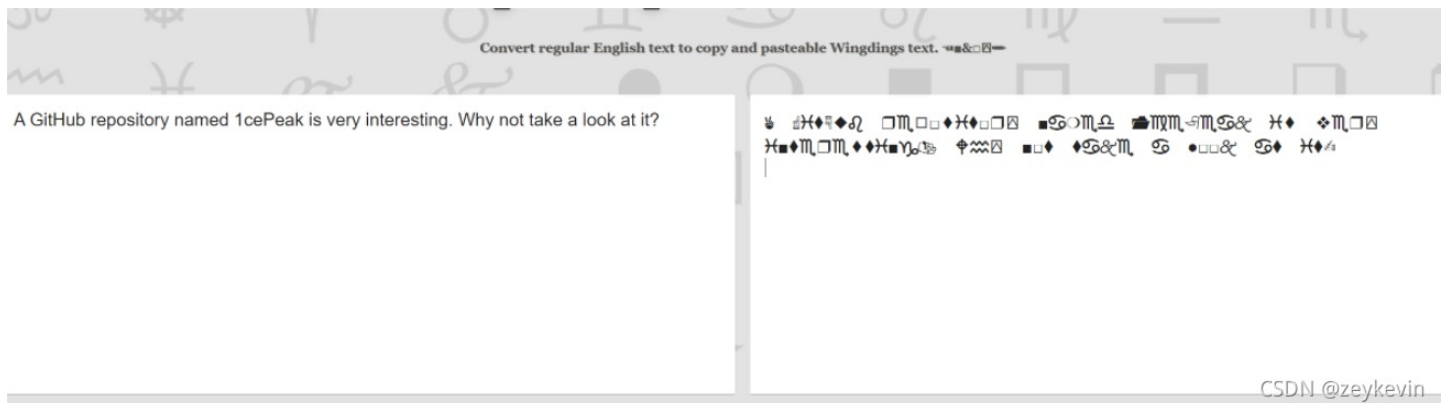 Convert regular English text to copy and pasteable Wingdings text.
A GitHub repository named 1cePeak is very interesting. Why not take a look at it?
CSDN @zeykevin